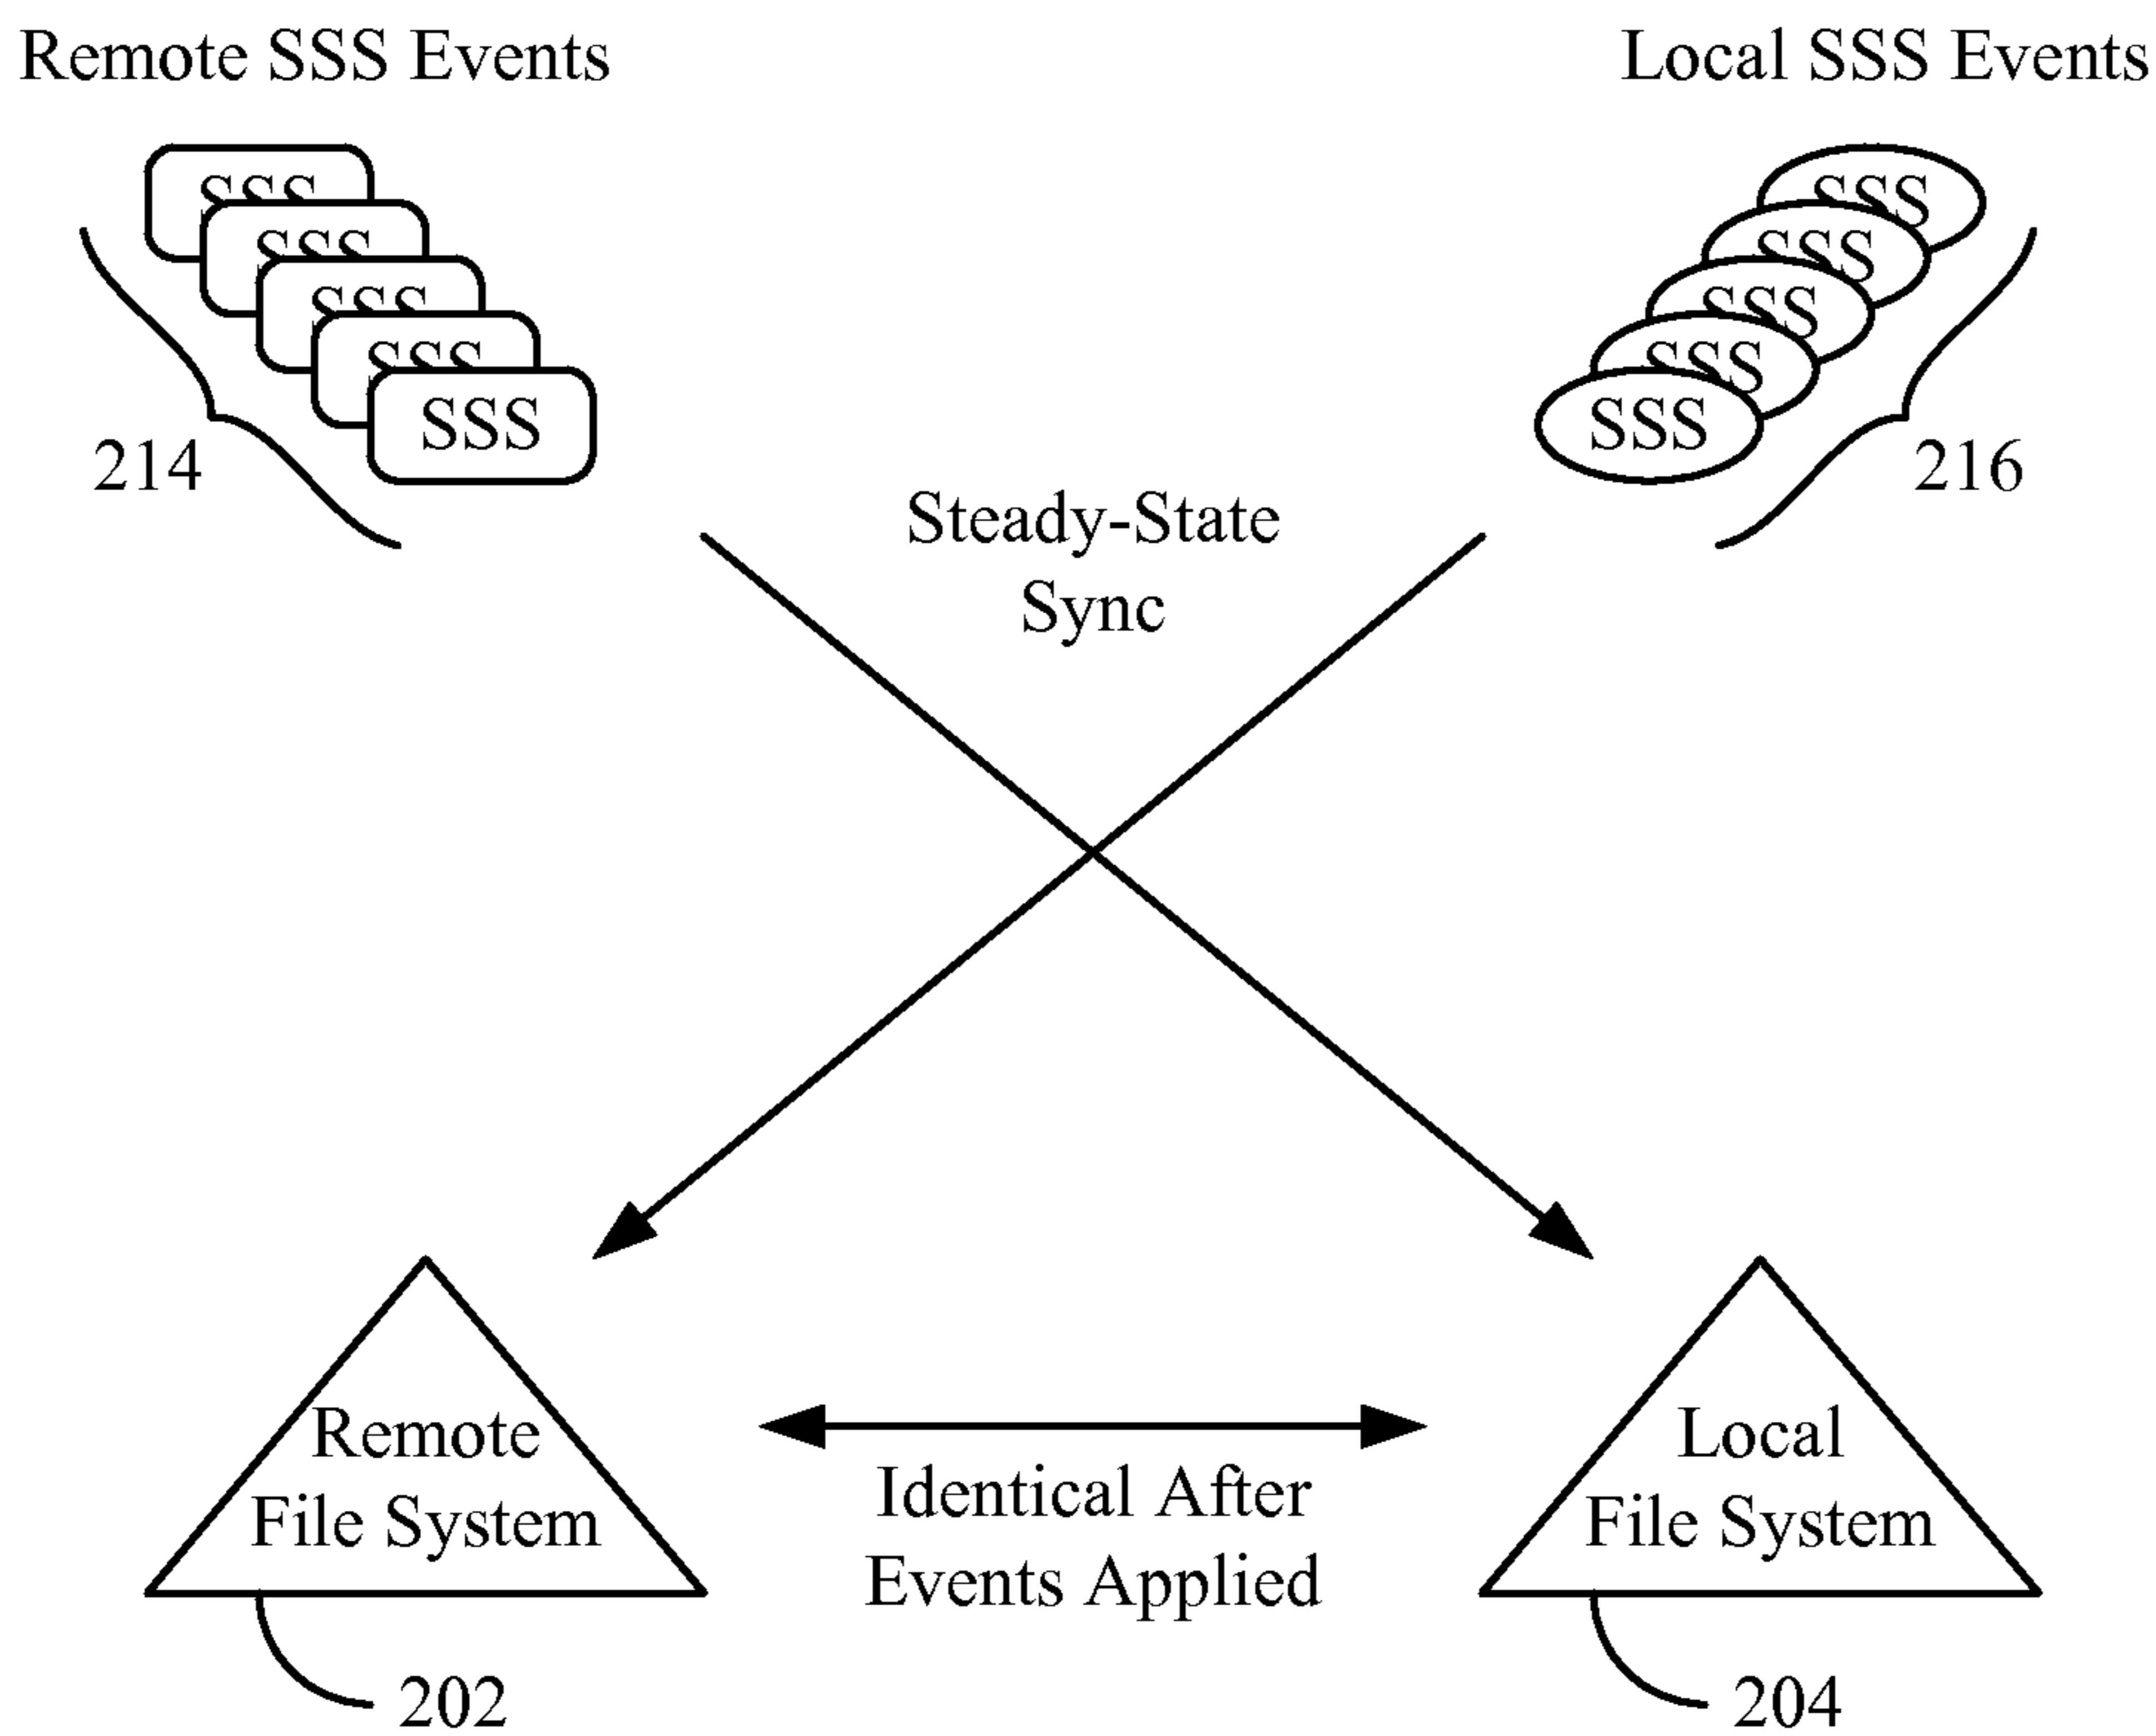 Remote SSS Events
Local SSS Events
SSS
SSS
SSS
SSS
SSS
SSS
SSS
SSS
SSS
SSS
214
216
Steady-State
Sync
Remote
File System
Local
File System
Identical After
Events Applied
202
204